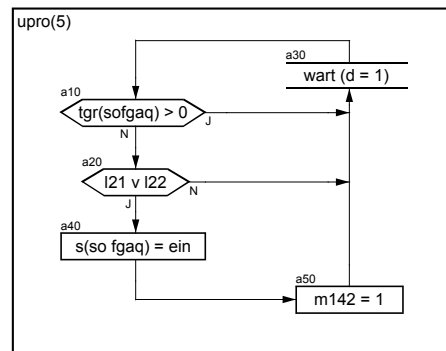 upro(5)
a30
wart (d = 1)
a10
tgr(sofgaq) > 0
J
N
a20
l21 v l22
N
J
a40
s(so fgaq) = ein
a50
m142 = 1